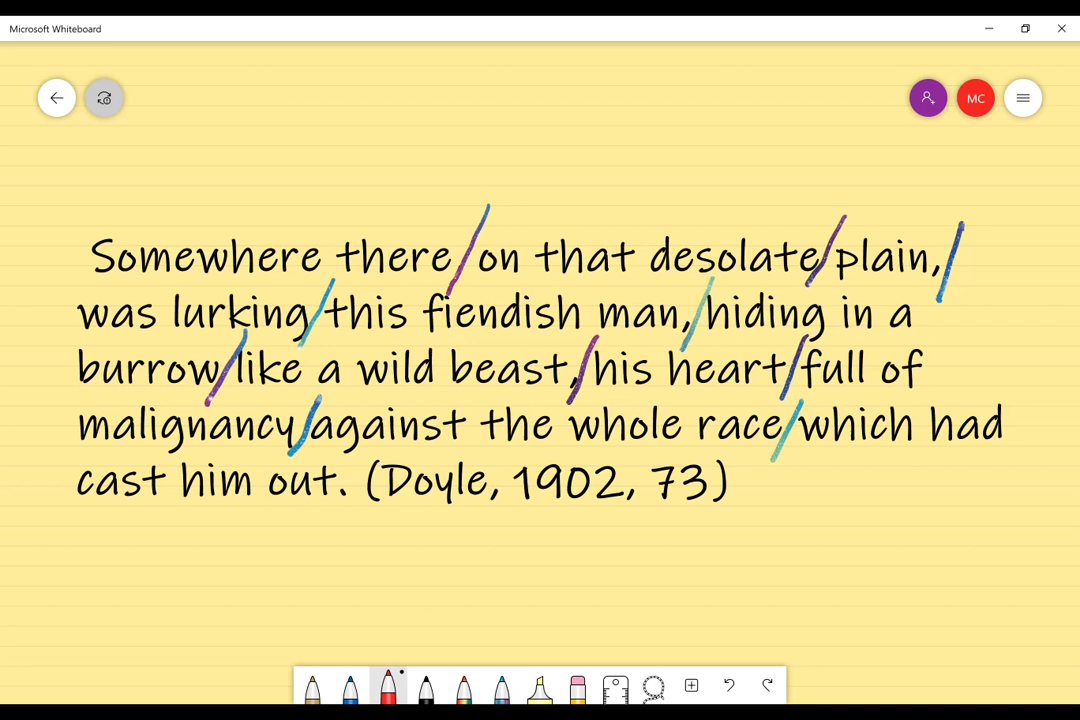 Microsoft Whiteboard
MC
Somewhere there/on that desolate/plain,/
was lurking/this fiendish man,/hiding in a
burrow/like a wild beast,/his heart/full of
malignancy/against the whole race/which had
cast him out. (Doyle, 1902, 73)